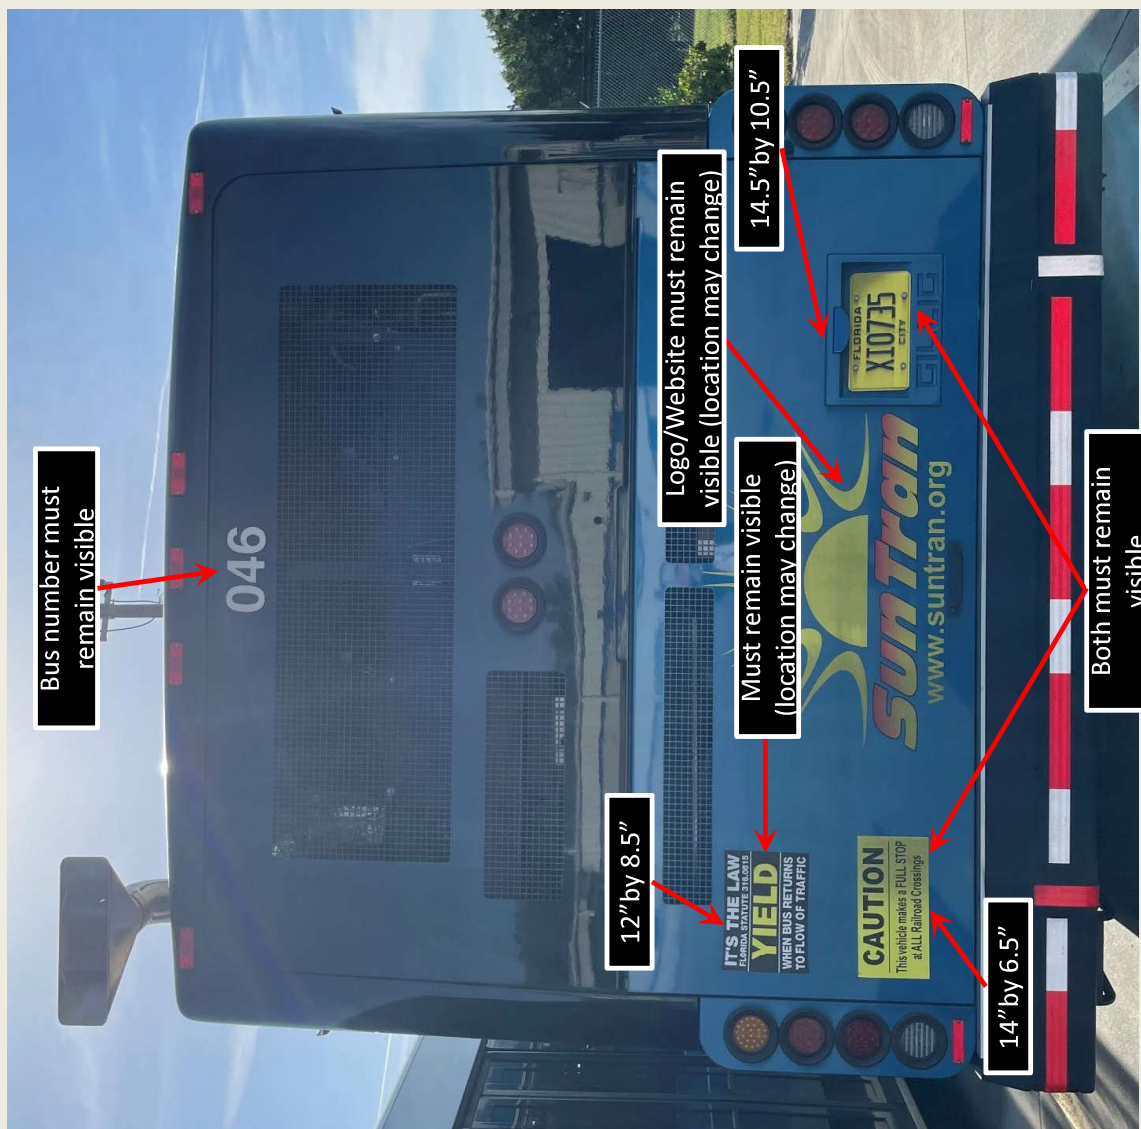 Bus number must
remain visible
046
Logo/Website must remain
visible (location may change)
14.5”by 10.5”
12”by 8.5”
Must remain visible
(location may change)
IT'S THE LAW
FLORIDA STATUTE 316.0815
YIELD
WHEN BUS RETURNS
TO FLOW OF TRAFFIC
FLORIDA
XI0735
CITY
GILLIG
SunTran
www.suntran.org
CAUTION
This vehicle makes a FULL STOP
at ALL Railroad Crossings
14”by 6.5”
Both must remain
visible